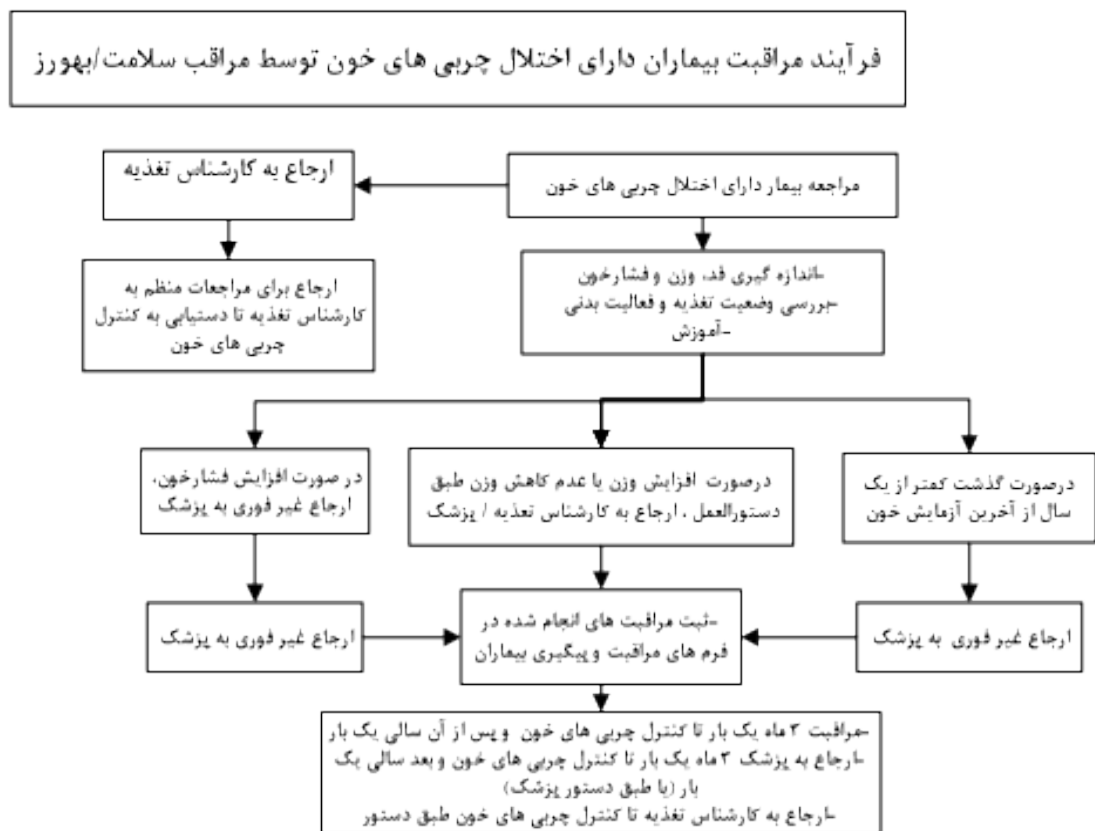 فرآیند مراقبت بیماران دارای اختلال چربی های خون توسط مراقب سلامت/بهورز
مراجعه بیمار دارای اختلال چربی های خون
ارجاع به کارشناس تغذیه
ارجاع برای مراجعات منظم به
کارشناس تغذیه تا دستیابی به کنترل
چربی های خون
-اندازه گیری قد، وزن و فشارخون
-بررسی وضعیت تغذیه و فعالیت بدنی
-آموزش
درصورت گذشت کمتر از یک
سال از آخرین آزمایش خون
درصورت افزایش وزن یا عدم کاهش وزن طبق
دستورالعمل ، ارجاع به کارشناس تغذیه / پزشک
در صورت افزایش فشارخون،
ارجاع غیر فوری به پزشک
ارجاع غیر فوری به پزشک
-ثبت مراقبت های انجام شده در
فرم های مراقبت و پیگیری بیماران
ارجاع غیر فوری به پزشک
-مراقبت ۳ ماه یک بار تا کنترل چربی های خون و پس از آن سالی یک بار
-ارجاع به پزشک ۳ ماه یک بار تا کنترل چربی های خون و بعد سالی یک
بار (یا طبق دستور پزشک)
-ارجاع به کارشناس تغذیه تا کنترل چربی های خون طبق دستور